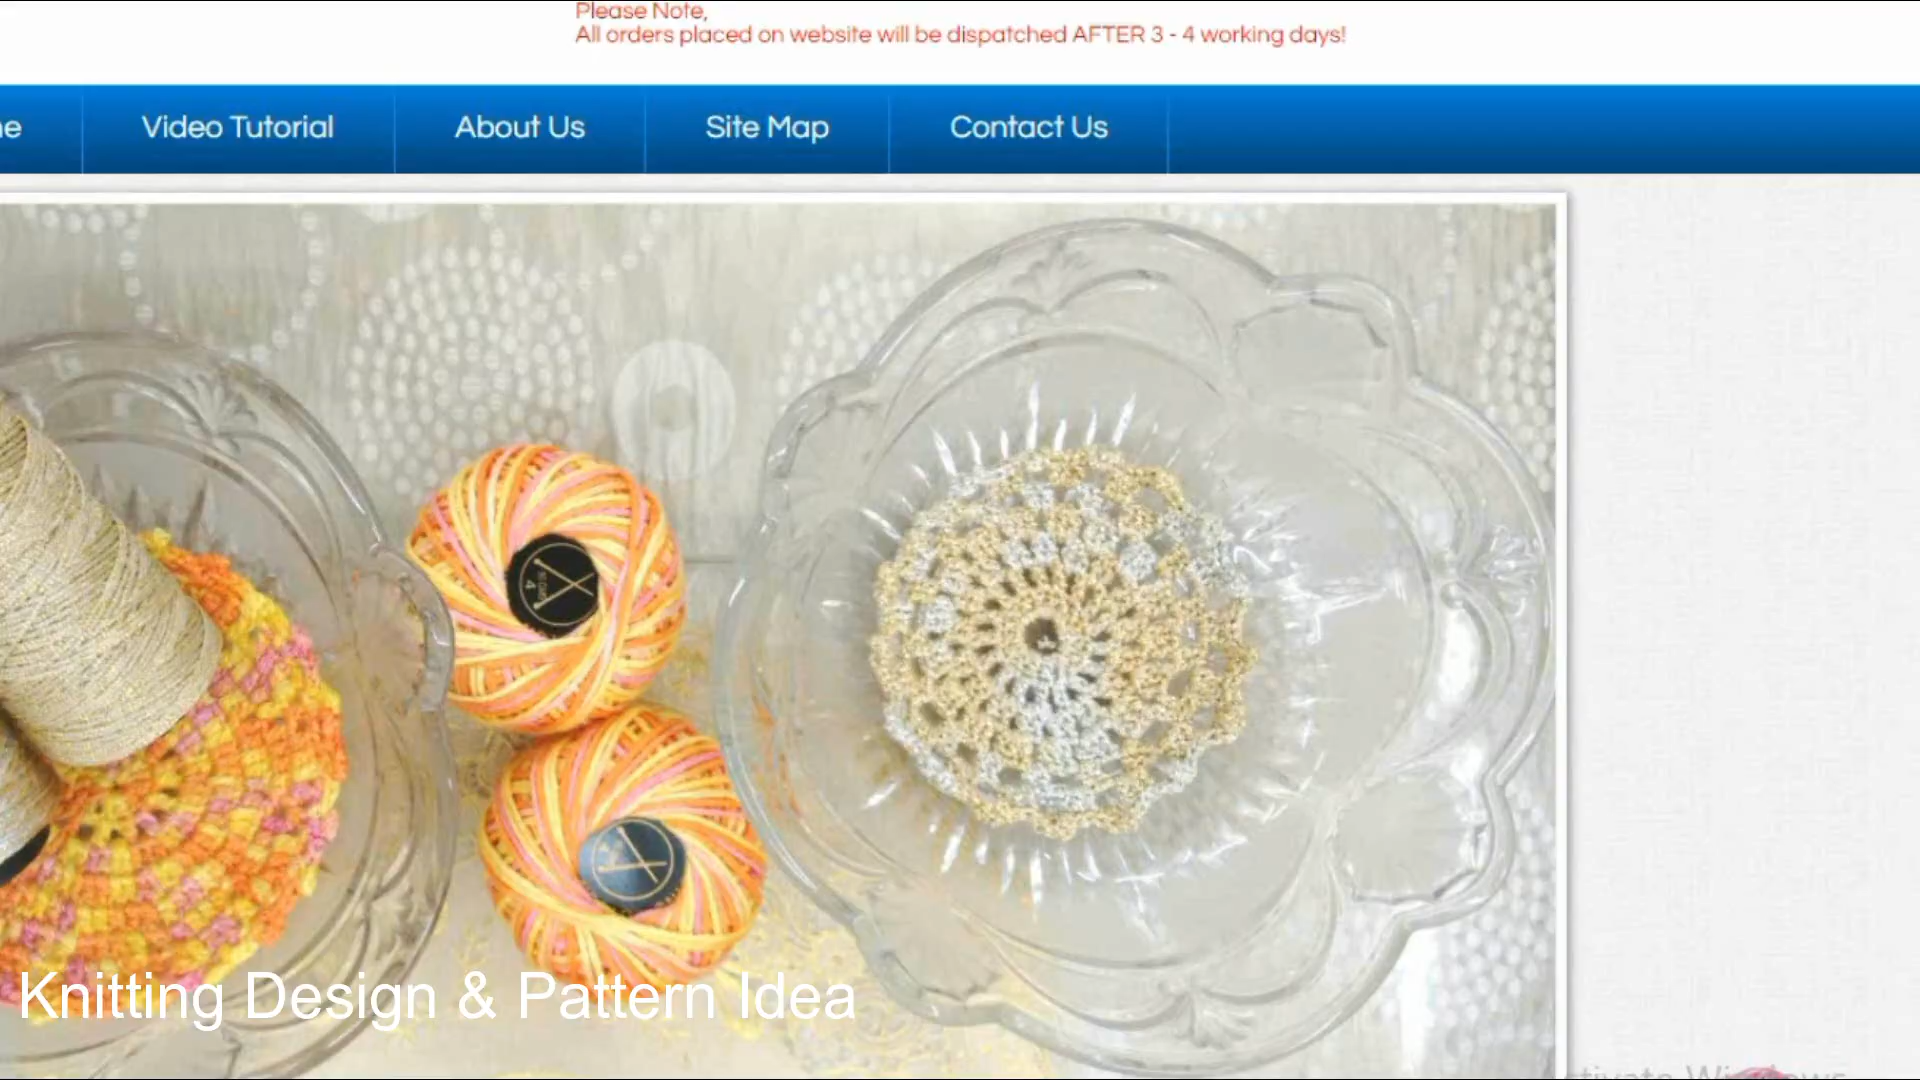 Please Note,
All orders placed on website will be dispatched AFTER 3 - 4 working days!
Video Tutorial
About Us
Site Map
Contact Us
4
Knitting Design & Pattern Idea